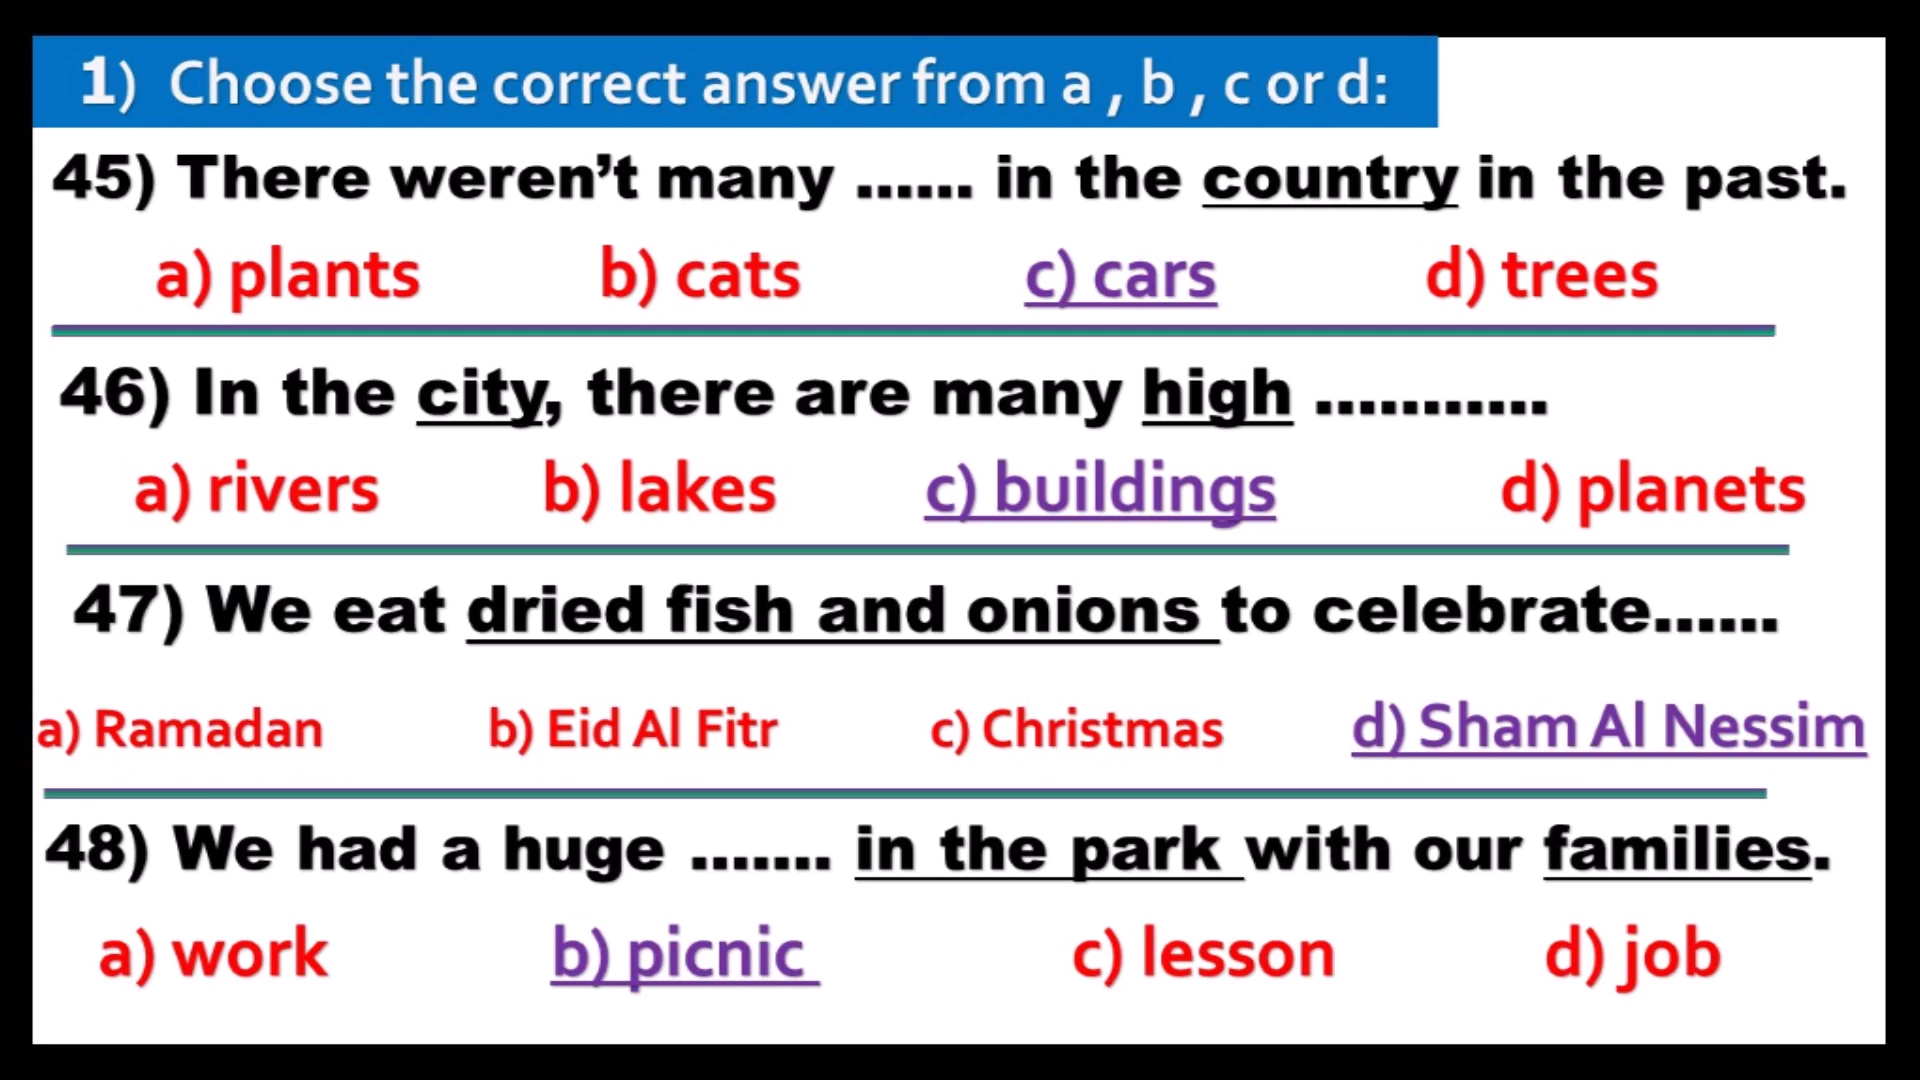 1) Choose the correct answer from a , b , c or d:
45) There weren’t many ...... in the country in the past.
a) plants b) cats c) cars d) trees
46) In the city, there are many high ...........
a) rivers b) lakes c) buildings d) planets
47) We eat dried fish and onions to celebrate......
a) Ramadan b) Eid Al Fitr c) Christmas d) Sham Al Nessim
48) We had a huge ....... in the park with our families.
a) work b) picnic c) lesson d) job